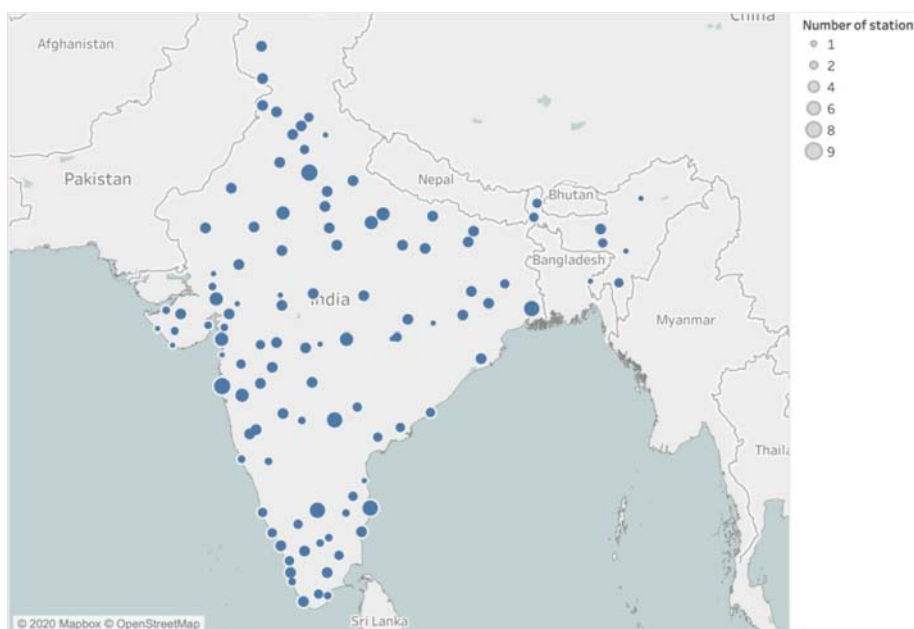 China
Number of station
Afghanistan
1
2
4
6
8
9
Pakistan
Nepal
Bhutan
Bangladesh
India
Myanmar
Thaila
Sri Lanka
© 2020 Mapbox © OpenStreetMap